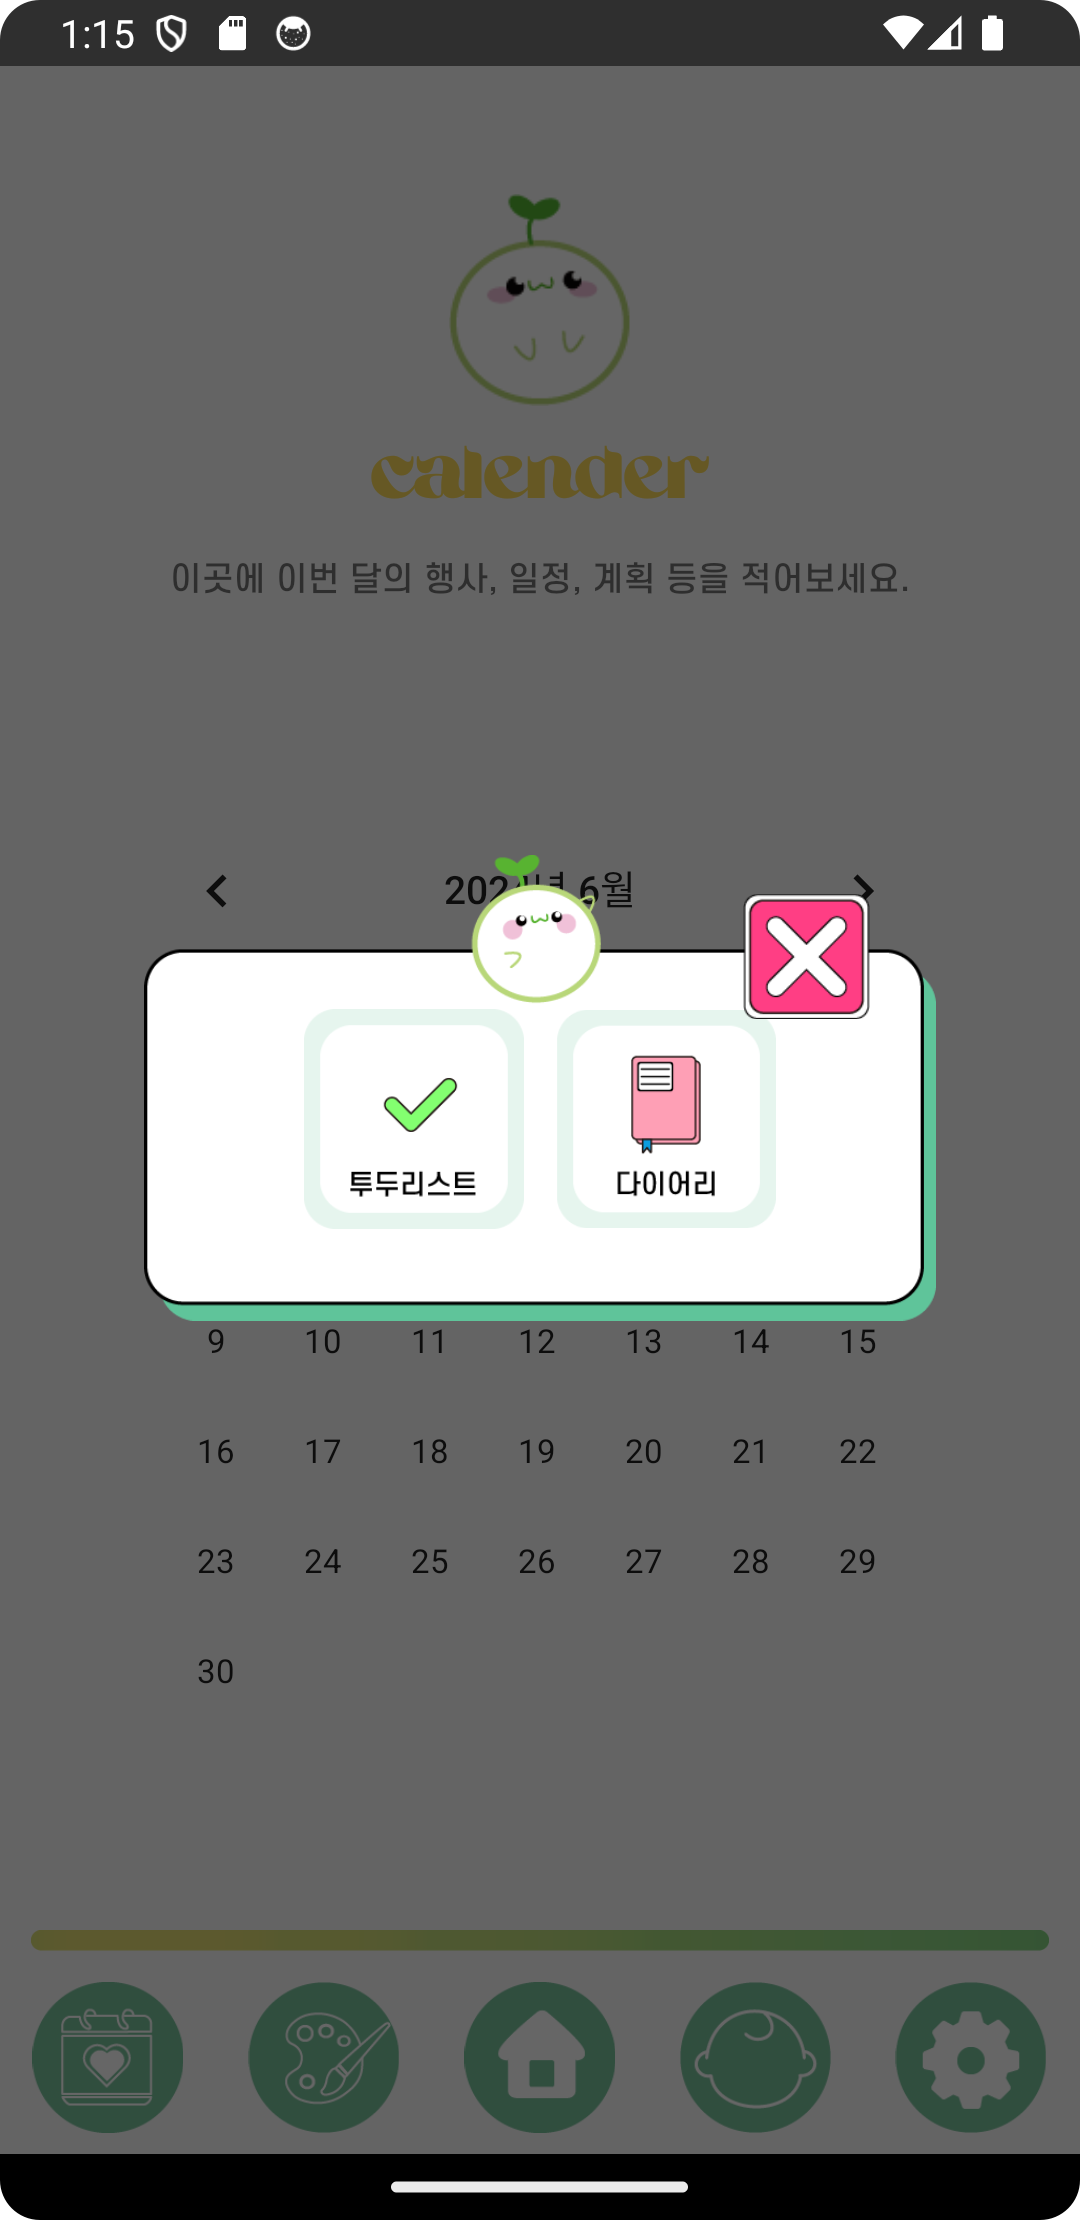 1:15
calender
이곳에 이번 달의 행사, 일정, 계획 등을 적어보세요.
6월
투두리스트
다이어리
9 10 11 12 13 14 15
16 17 18 19 20 21 22
23 24 25 26 27 28 29
30